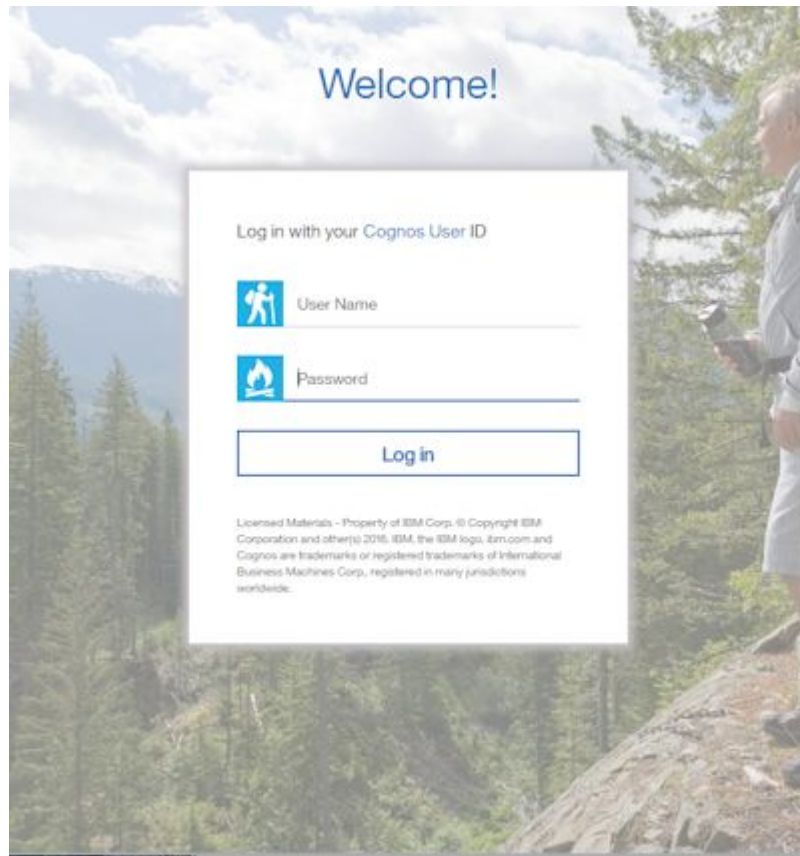 Welcome!
Log in with your Cognos User ID
User Name
Password
Log in
Licensed Materials - Property of IBM Corp. © Copyright IBM
Corporation and other(s) 2016. IBM, the IBM logo, ibm.com and
Cognos are trademarks or registered trademarks of International
Business Machines Corp., registered in many jurisdictions
worldwide.